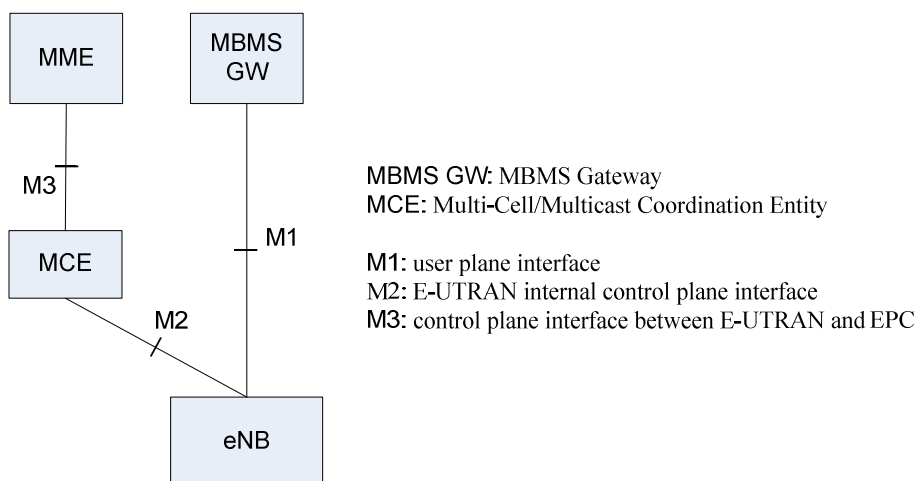 MME
MBMS
GW
M3
M1
MCE
M2
eNB
MBMS GW: MBMS Gateway
MCE: Multi-Cell/Multicast Coordination Entity
M1: user plane interface
M2: E-UTRAN internal control plane interface
M3: control plane interface between E-UTRAN and EPC